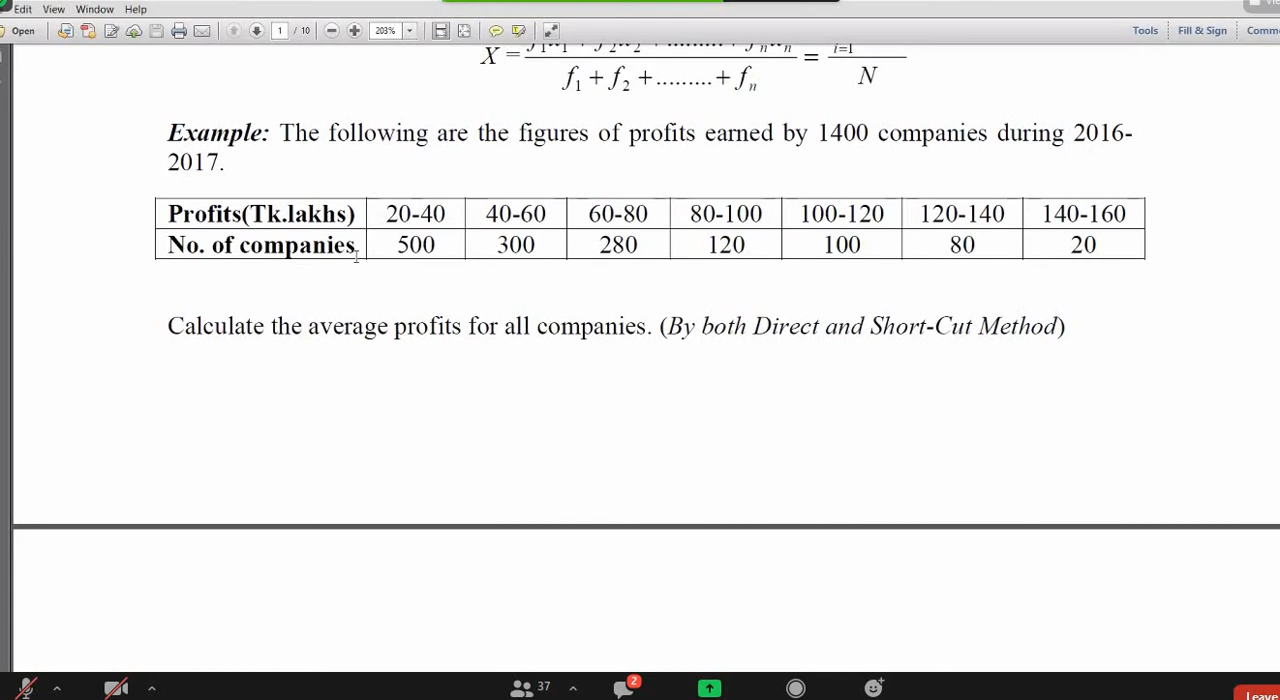 Edit View Window Help
View
Open 1 / 10 203% Tools Fill & Sign Comme
X = =
f1 + f2 +.........+ fn N
i=1
Example: The following are the figures of profits earned by 1400 companies during 2016-
2017.
Profits(Tk.lakhs) 20-40 40-60 60-80 80-100 100-120 120-140 140-160
No. of companies 500 300 280 120 100 80 20
Calculate the average profits for all companies. (By both Direct and Short-Cut Method)
37 2
Leave